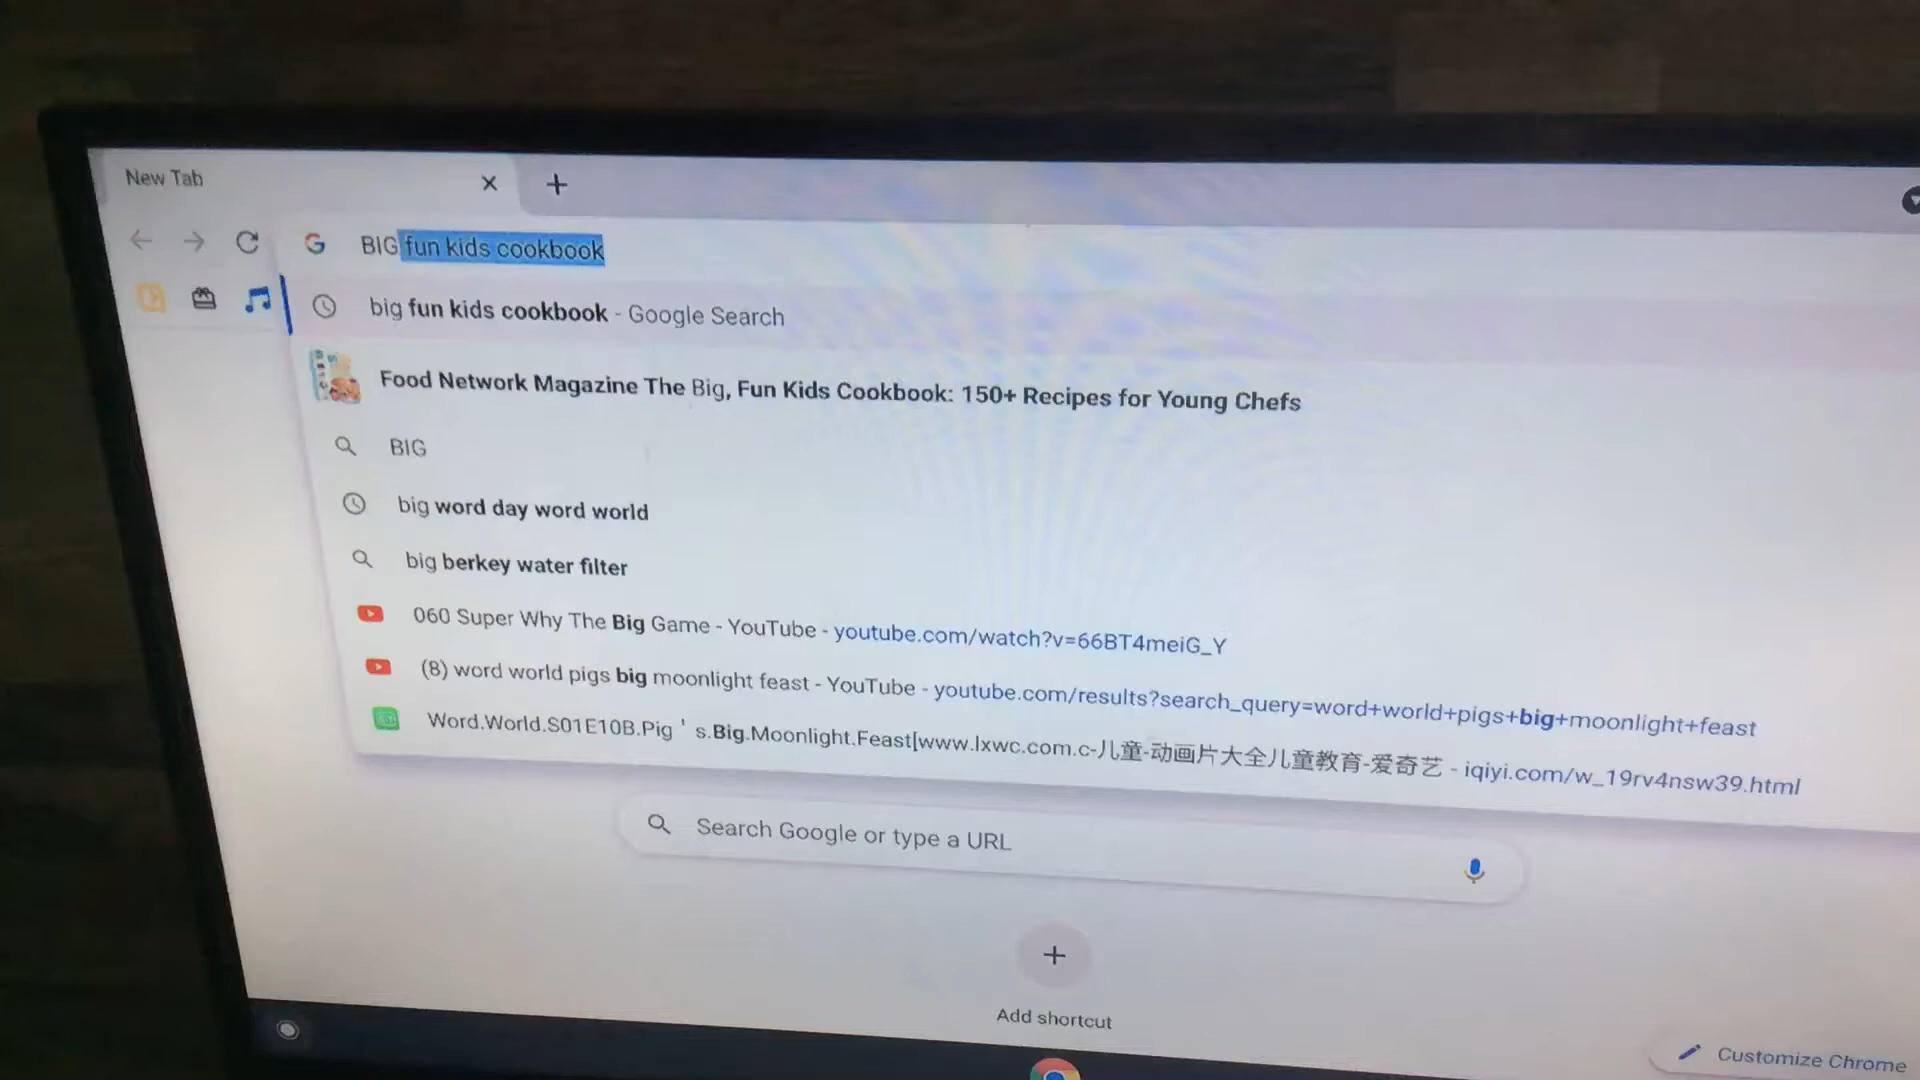 New Tab
BIG fun kids cookbook
big fun kids cookbook - Google Search
Food Network Magazine The Big, Fun Kids Cookbook: 150+ Recipes for Young Chefs
BIG
big word day word world
big berkey water filter
060 Super Why The Big Game - YouTube - youtube.com/watch?v=66BT4meiG_Y
(8) word world pigs big moonlight feast - YouTube - youtube.com/results?search_query=word+world+pigs+big+moonlight+feast
Word.World.S01E10B.Pig ' s.Big.Moonlight.Feast[www.lxwc.com.c-儿童-动画片大全儿童教育-爱奇艺 - iqiyi.com/w_19rv4nsw39.html
Search Google or type a URL
Add shortcut
Customize Chrome